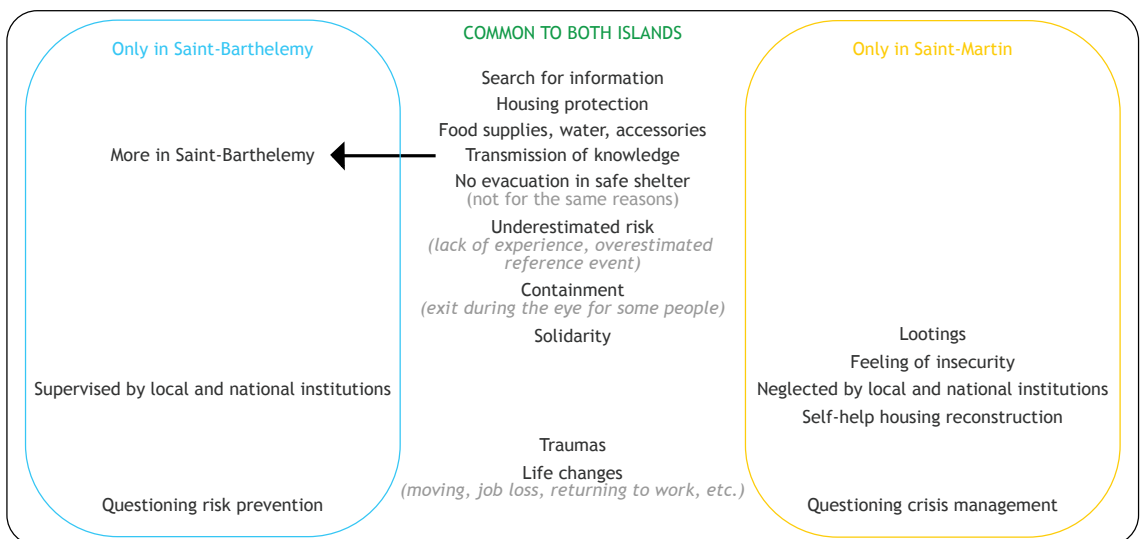 Only in Saint-Barthelemy
COMMON TO BOTH ISLANDS
Only in Saint-Martin
Search for information
Housing protection
Food supplies, water, accessories
More in Saint-Barthelemy
Transmission of knowledge
No evacuation in safe shelter
(not for the same reasons)
Underestimated risk
(lack of experience, overestimated
reference event)
Containment
(exit during the eye for some people)
Solidarity
Lootings
Feeling of insecurity
Supervised by local and national institutions
Neglected by local and national institutions
Self-help housing reconstruction
Traumas
Life changes
(moving, job loss, returning to work, etc.)
Questioning risk prevention
Questioning crisis management